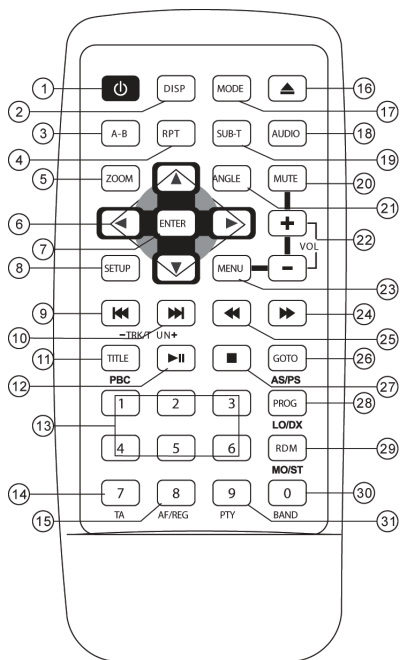 1 16
DISP MODE
2 17
3 A-B RPT SUB-T AUDIO 18
4 19
5 ZOOM ANGLE MUTE 20
21
6 ENTER + 22
7 VOL
8 SETUP MENU −
23
9 24
−TRK/T UN+
10 25
11 TITLE GOTO 26
PBC AS/PS
12 27
1 2 3 PROG 28
13 LO/DX
4 5 6 RDM 29
MO/ST
14 7 8 9 0 30
TA AF/REG PTY BAND
15 31